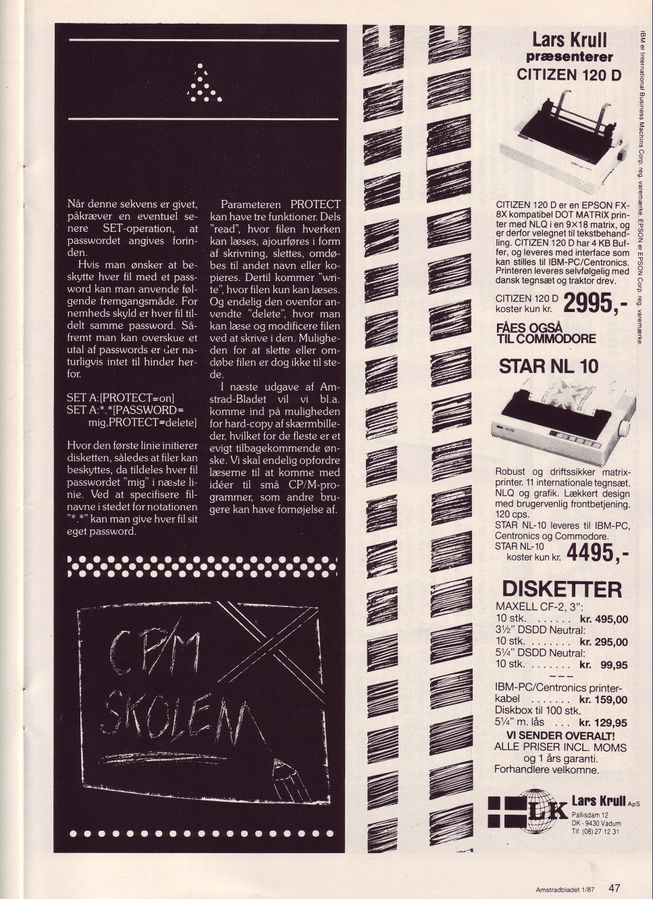 Når denne sekvens er givet,
påkræver en eventuel se-
nere SET-operation, at
passwordet angives forin-
den.
Hvis man ønsker at be-
skytte hver fil med et pass-
word kan man anvende føl-
gende fremgangsmåde. For
nemheds skyld er hver fil til-
delt samme password. Så-
fremt man kan overskue et
utal af passwords er der na-
turligvis intet til hinder her-
for.
SET A:[PROTECT=on]
SET A:*.*[PASSWORD=
mig,PROTECT=delete]
Hvor den første linie initierer
disketten, således at filer kan
beskyttes, da tildeles hver fil
passwordet "mig" i næste li-
nie. Ved at specifisere fil-
navne i stedet for notationen
"*.*" kan man give hver fil sit
eget password.
Parameteren PROTECT
kan have tre funktioner. Dels
"read", hvor filen hverken
kan læses, ajourføres i form
af skrivning, slettes, omdø-
bes til andet navn eller ko-
pieres. Dertil kommer "wri-
te", hvor filen kun kan læses.
Og endelig den ovenfor an-
vendte "delete", hvor man
kan læse og modificere filen
ved at skrive i den. Mulighe-
den for at slette eller om-
døbe filen er dog ikke til ste-
de.
I næste udgave af Am-
strad-Bladet vil vi bl.a.
komme ind på muligheden
for hard-copy af skærmbille-
der, hvilket for de fleste er et
evigt tilbagekommende øn-
ske. Vi skal endelig opfordre
læserne til at komme med
idéer til små CP/M-pro-
grammer, som andre bru-
gere kan have fornøjelse af.
CP/M
SKOLEN
Lars Krull
præsenterer
CITIZEN 120 D
CITIZEN 120 D er en EPSON FX-
8X kompatibel DOT MATRIX prin-
ter med NLQ i en 9×18 matrix, og
er derfor velegnet til tekstbehand-
ling. CITIZEN 120 D har 4 KB Buf-
fer, og leveres med interface som
kan stilles til IBM-PC/Centronics.
Printeren leveres selvfølgelig med
dansk tegnsæt og traktor drev.
CITIZEN 120 D
koster kun kr. 2995,-
FÅES OGSÅ
TIL COMMODORE
STAR NL 10
Robust og driftssikker matrix-
printer. 11 internationale tegnsæt.
NLQ og grafik. Lækkert design
med brugervenlig frontbetjening.
120 cps.
STAR NL-10 leveres til IBM-PC,
Centronics og Commodore.
STAR NL-10
koster kun kr. 4495,-
DISKETTER
MAXELL CF-2, 3":
10 stk. . . . . . . kr. 495,00
3½" DSDD Neutral:
10 stk. . . . . . . . kr. 295,00
5¼" DSDD Neutral:
10 stk. . . . . . . . kr. 99,95
IBM-PC/Centronics printer-
kabel . . . . . . . kr. 159,00
Diskbox til 100 stk.
5¼" m. lås . . . kr. 129,95
VI SENDER OVERALT!
ALLE PRISER INCL. MOMS
og 1 års garanti.
Forhandlere velkomne.
LK
Lars Krull ApS
Pallisdam 12
DK - 9430 Vadum
Tlf. (08) 27 12 31
IBM er International Business Machins Corp. reg. varemærke. EPSON er EPSON Corp. reg. varemærke.
Amstradbladet 1/87 47